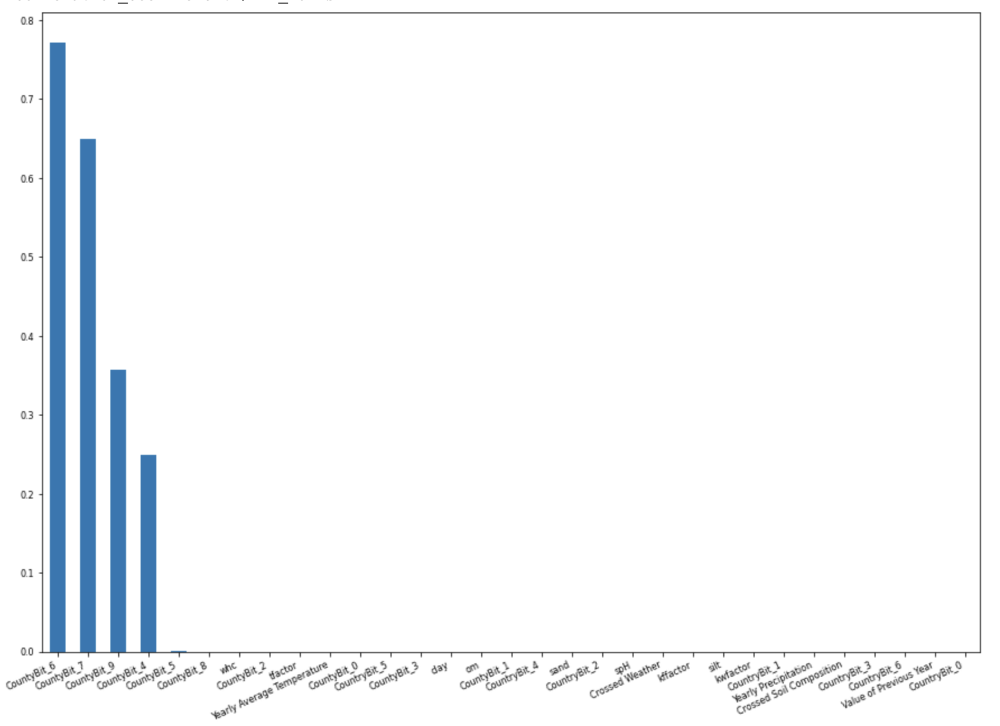 0.8
0.7
0.6
0.5
0.4
0.3
0.2
0.1
0.0
CountyBit_6
CountyBit_7
CountyBit_9
CountyBit_4
CountyBit_5
CountyBit_8
whc
CountyBit_2
tfactor
Yearly Average Temperature
CountyBit_0
CountryBit_5
CountyBit_3
clay
om
CountyBit_1
CountryBit_4
sand
CountryBit_2
spH
Crossed Weather
kffactor
silt
kwfactor
CountryBit_1
Yearly Precipitation
Crossed Soil Composition
CountryBit_3
CountryBit_6
Value of Previous Year
CountryBit_0